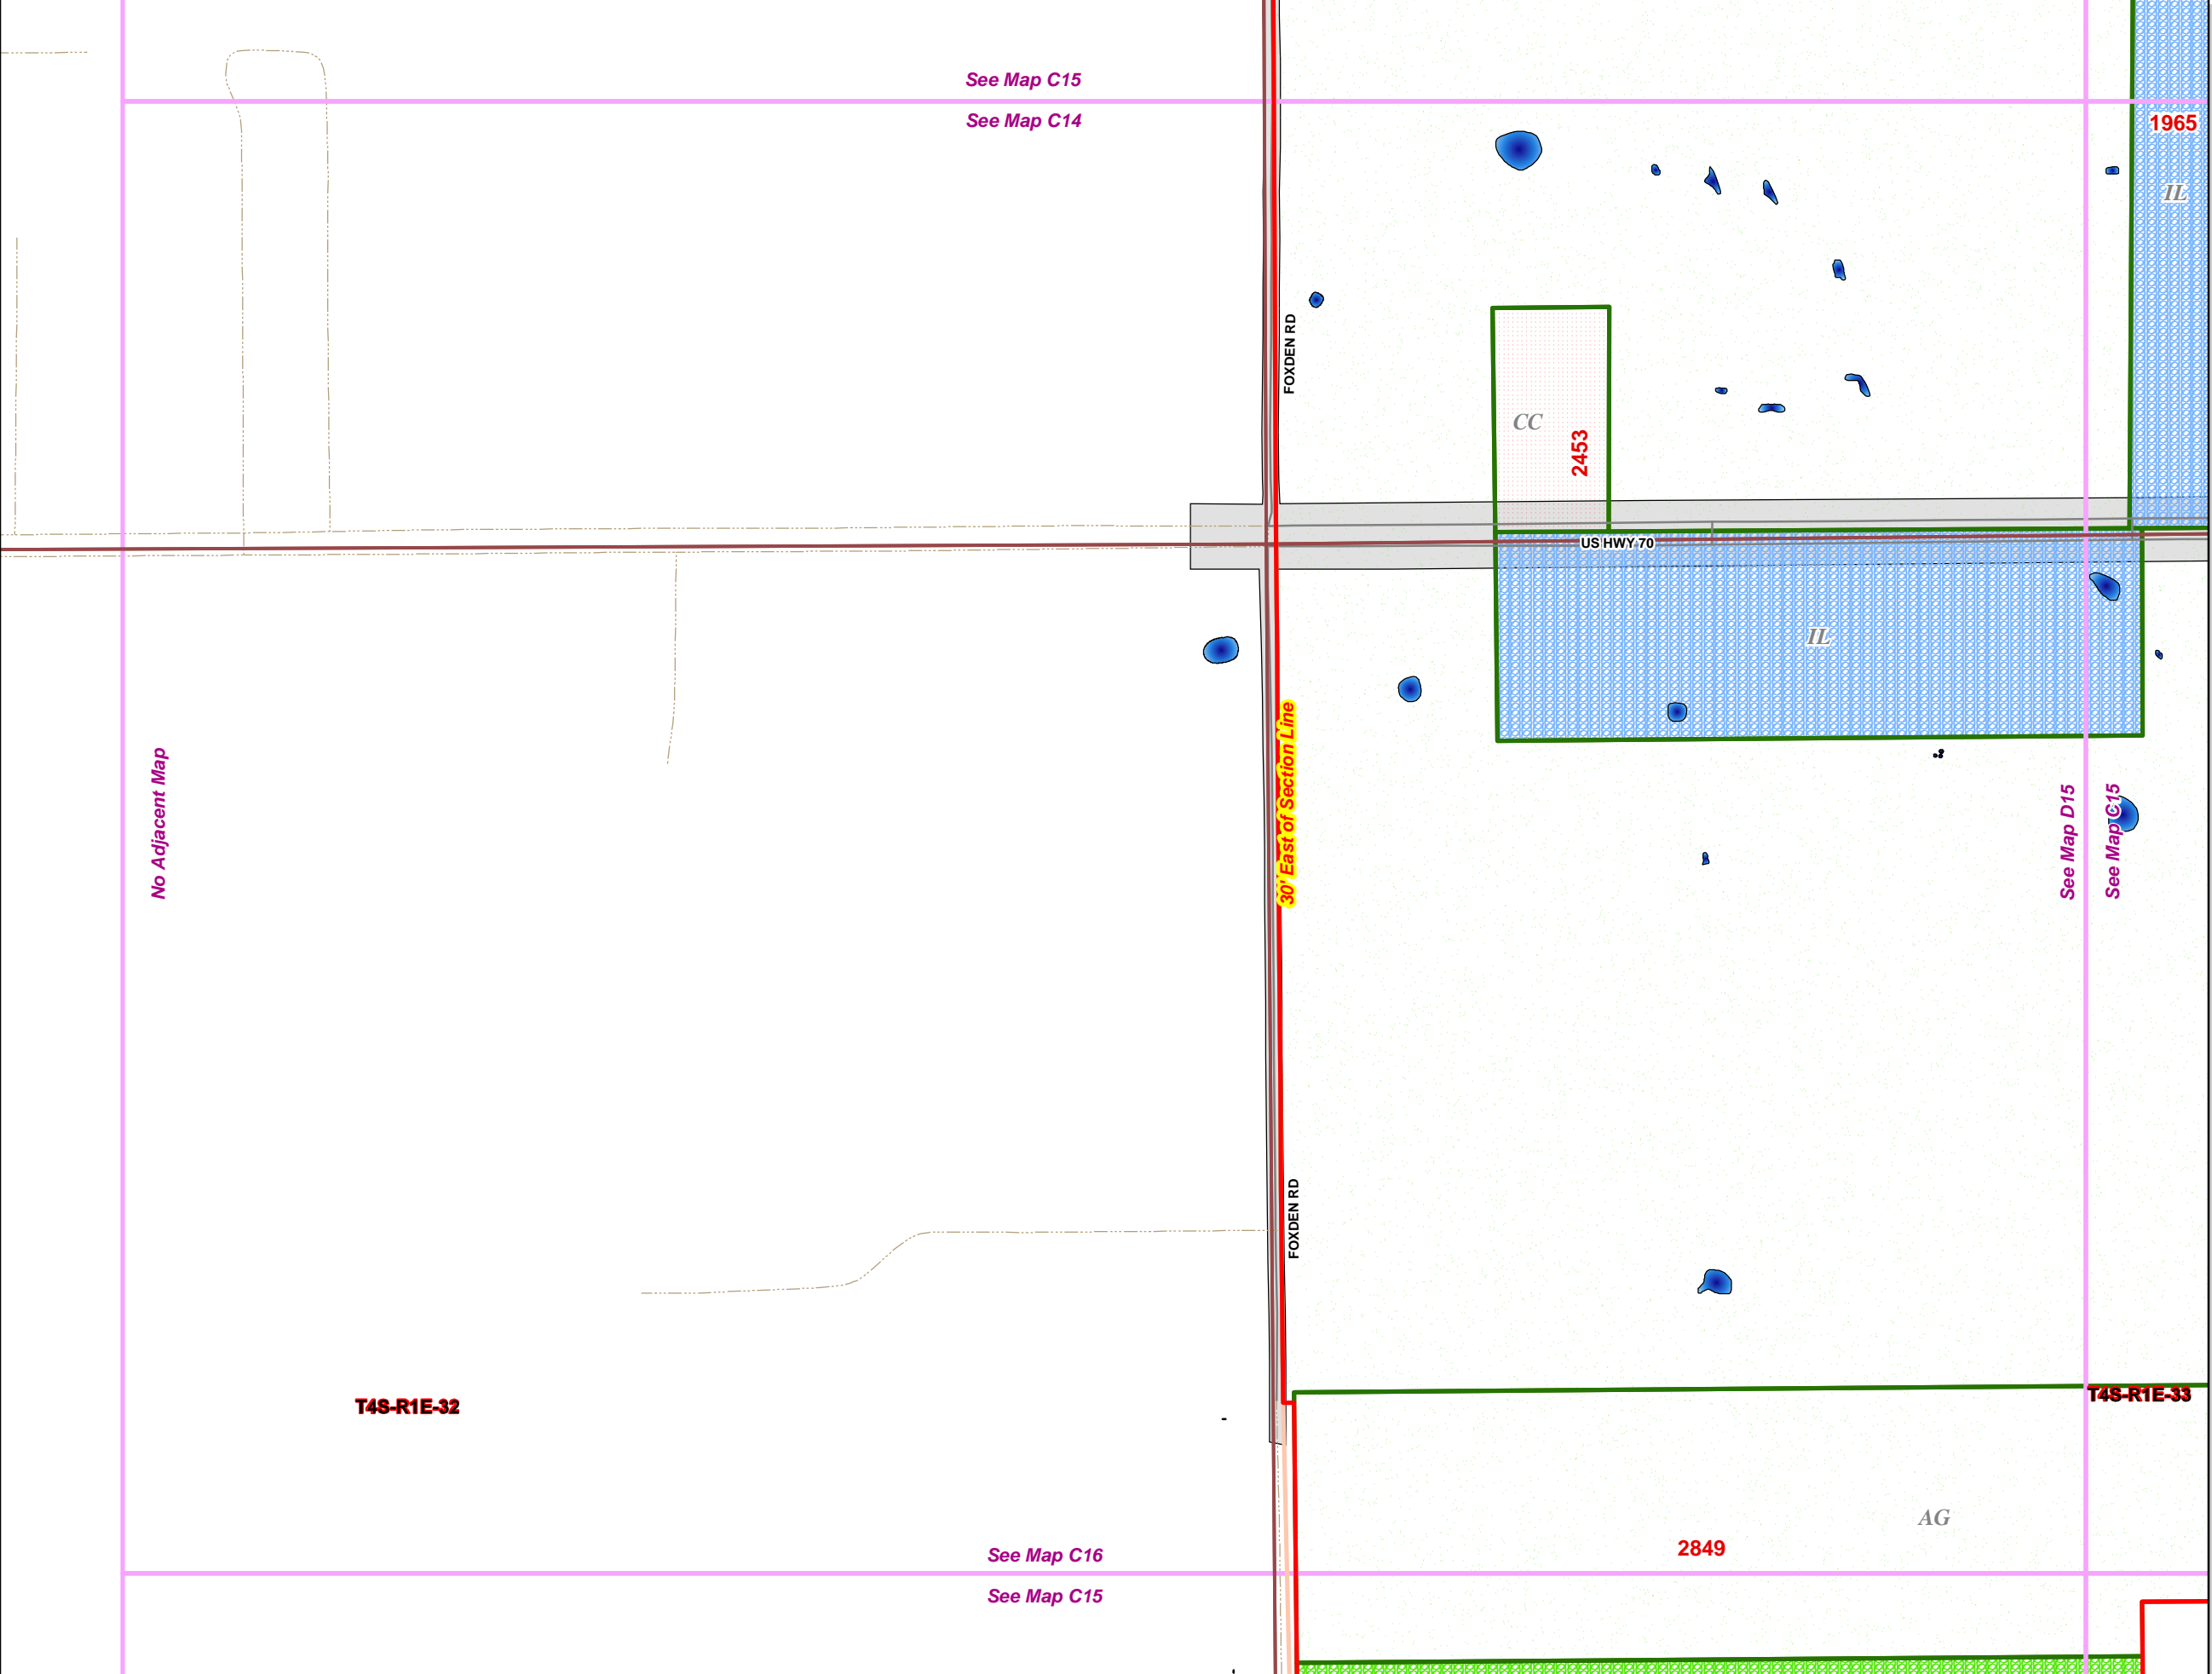 See Map C15
See Map C14
1965
IL
FOXDEN RD
CC
2453
US HWY 70
IL
30' East of Section Line
No Adjacent Map
See Map D15
See Map C15
FOXDEN RD
T4S-R1E-32
T4S-R1E-33
AG
2849
See Map C16
See Map C15